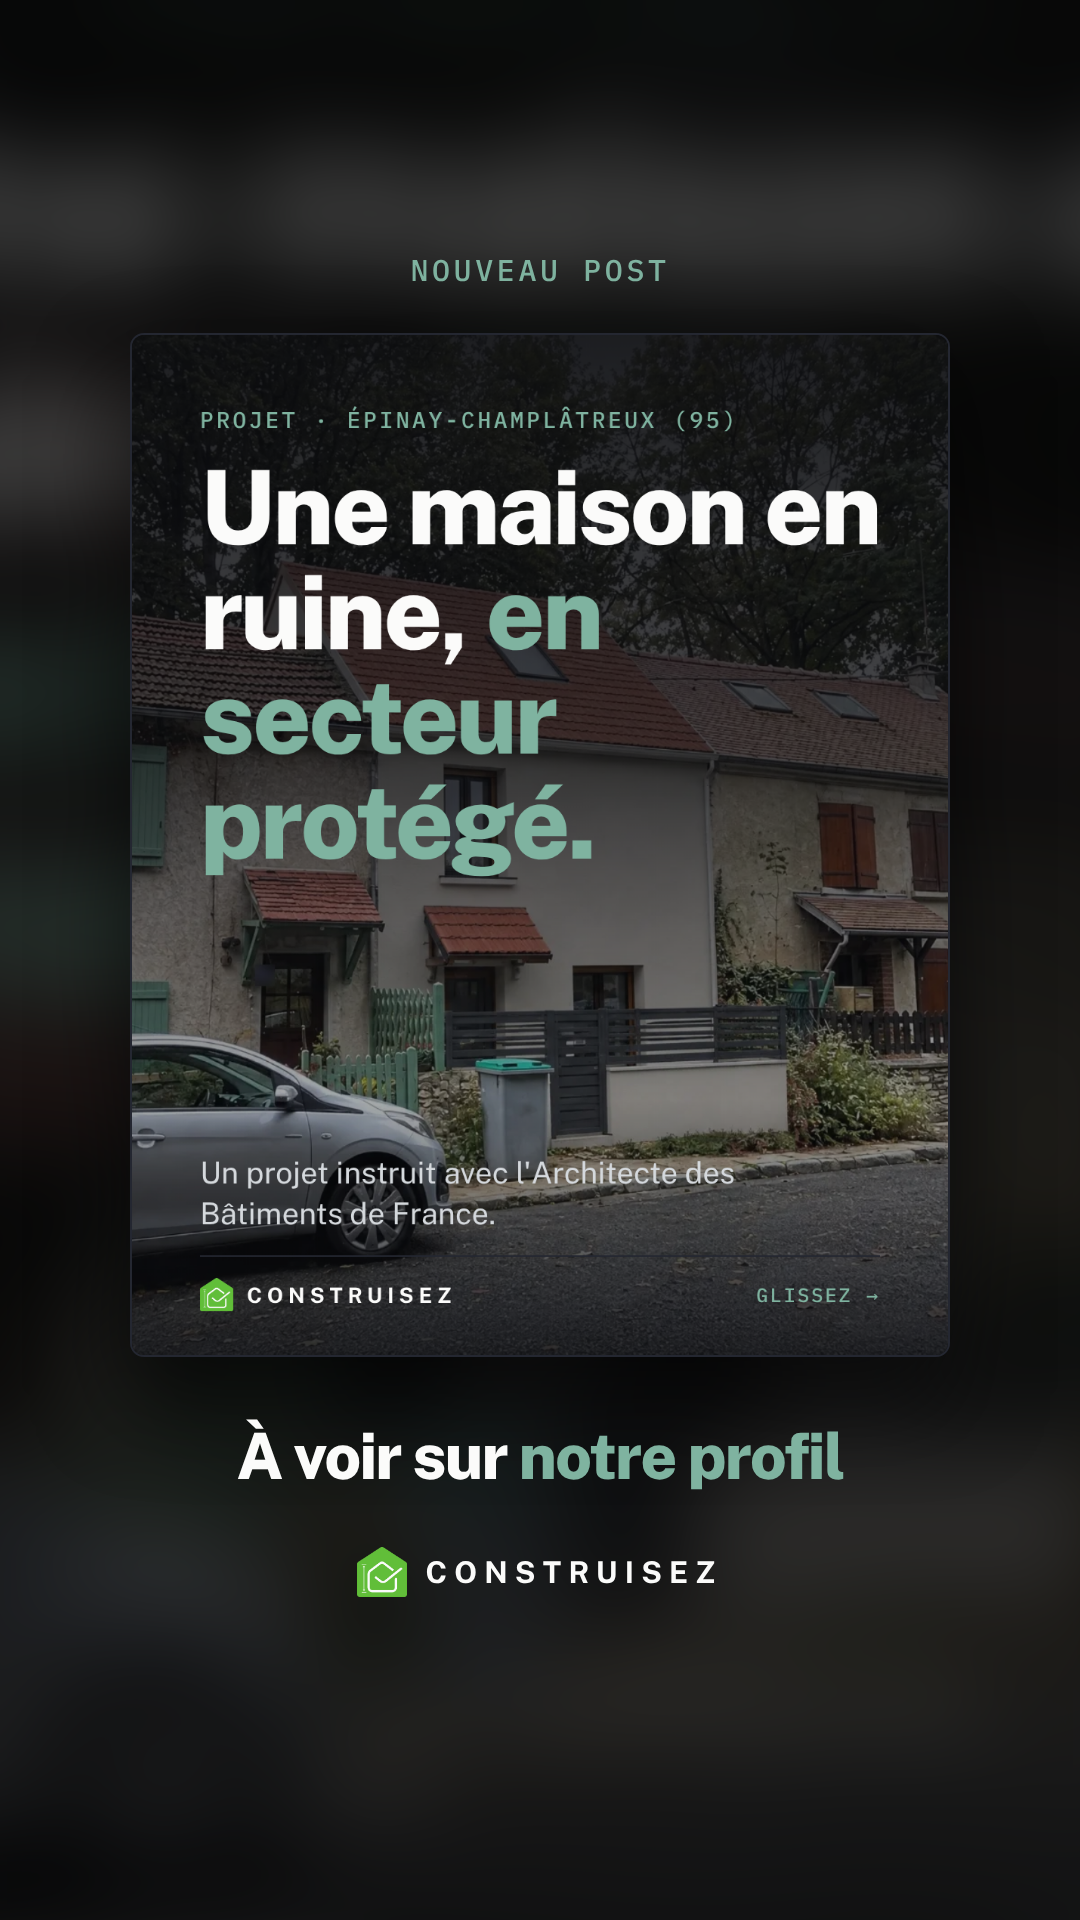 NOUVEAU POST
PROJET · ÉPINAY-CHAMPLÂTREUX (95)
Une maison en
ruine, en
secteur
protégé.
Un projet instruit avec l'Architecte des
Bâtiments de France.
CONSTRUISEZ
GLISSEZ →
À voir sur notre profil
CONSTRUISEZ